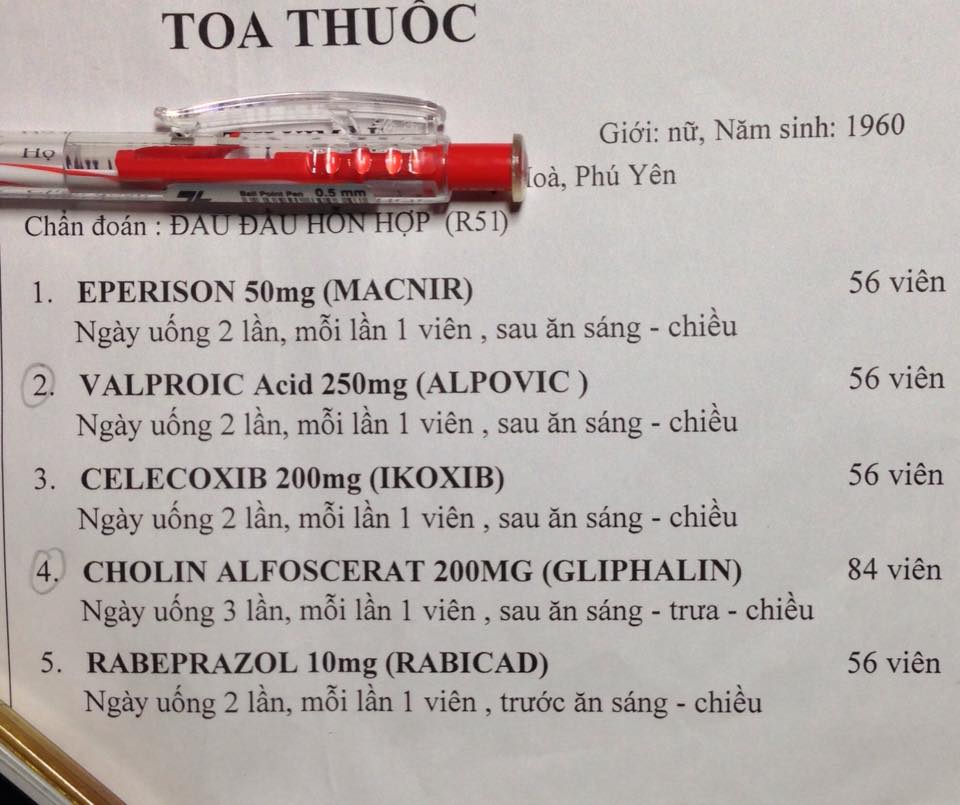 TOA THUỐC
Giới: nữ, Năm sinh: 1960
Họ
Ball Point Pen 0.5 mm
Hoà, Phú Yên
Chẩn đoán : ĐAU ĐẦU HỖN HỢP (R51)
1. EPERISON 50mg (MACNIR) 56 viên
Ngày uống 2 lần, mỗi lần 1 viên , sau ăn sáng - chiều
2. VALPROIC Acid 250mg (ALPOVIC ) 56 viên
Ngày uống 2 lần, mỗi lần 1 viên , sau ăn sáng - chiều
3. CELECOXIB 200mg (IKOXIB) 56 viên
Ngày uống 2 lần, mỗi lần 1 viên , sau ăn sáng - chiều
4. CHOLIN ALFOSCERAT 200MG (GLIPHALIN) 84 viên
Ngày uống 3 lần, mỗi lần 1 viên , sau ăn sáng - trưa - chiều
5. RABEPRAZOL 10mg (RABICAD) 56 viên
Ngày uống 2 lần, mỗi lần 1 viên , trước ăn sáng - chiều